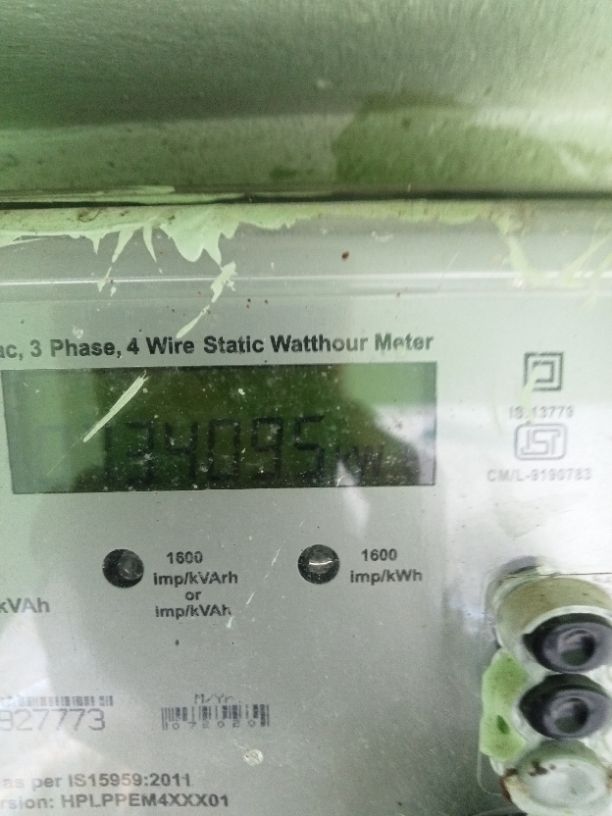 ac, 3 Phase, 4 Wire Static Watthour Meter
IS 13779
134095
CM/L-9190783
1600
imp/kVArh
or
imp/kVAh
1600
imp/kWh
kVAh
M/Yr
927773
as per IS15959:2011
ersion: HPLPPEM4XXX01